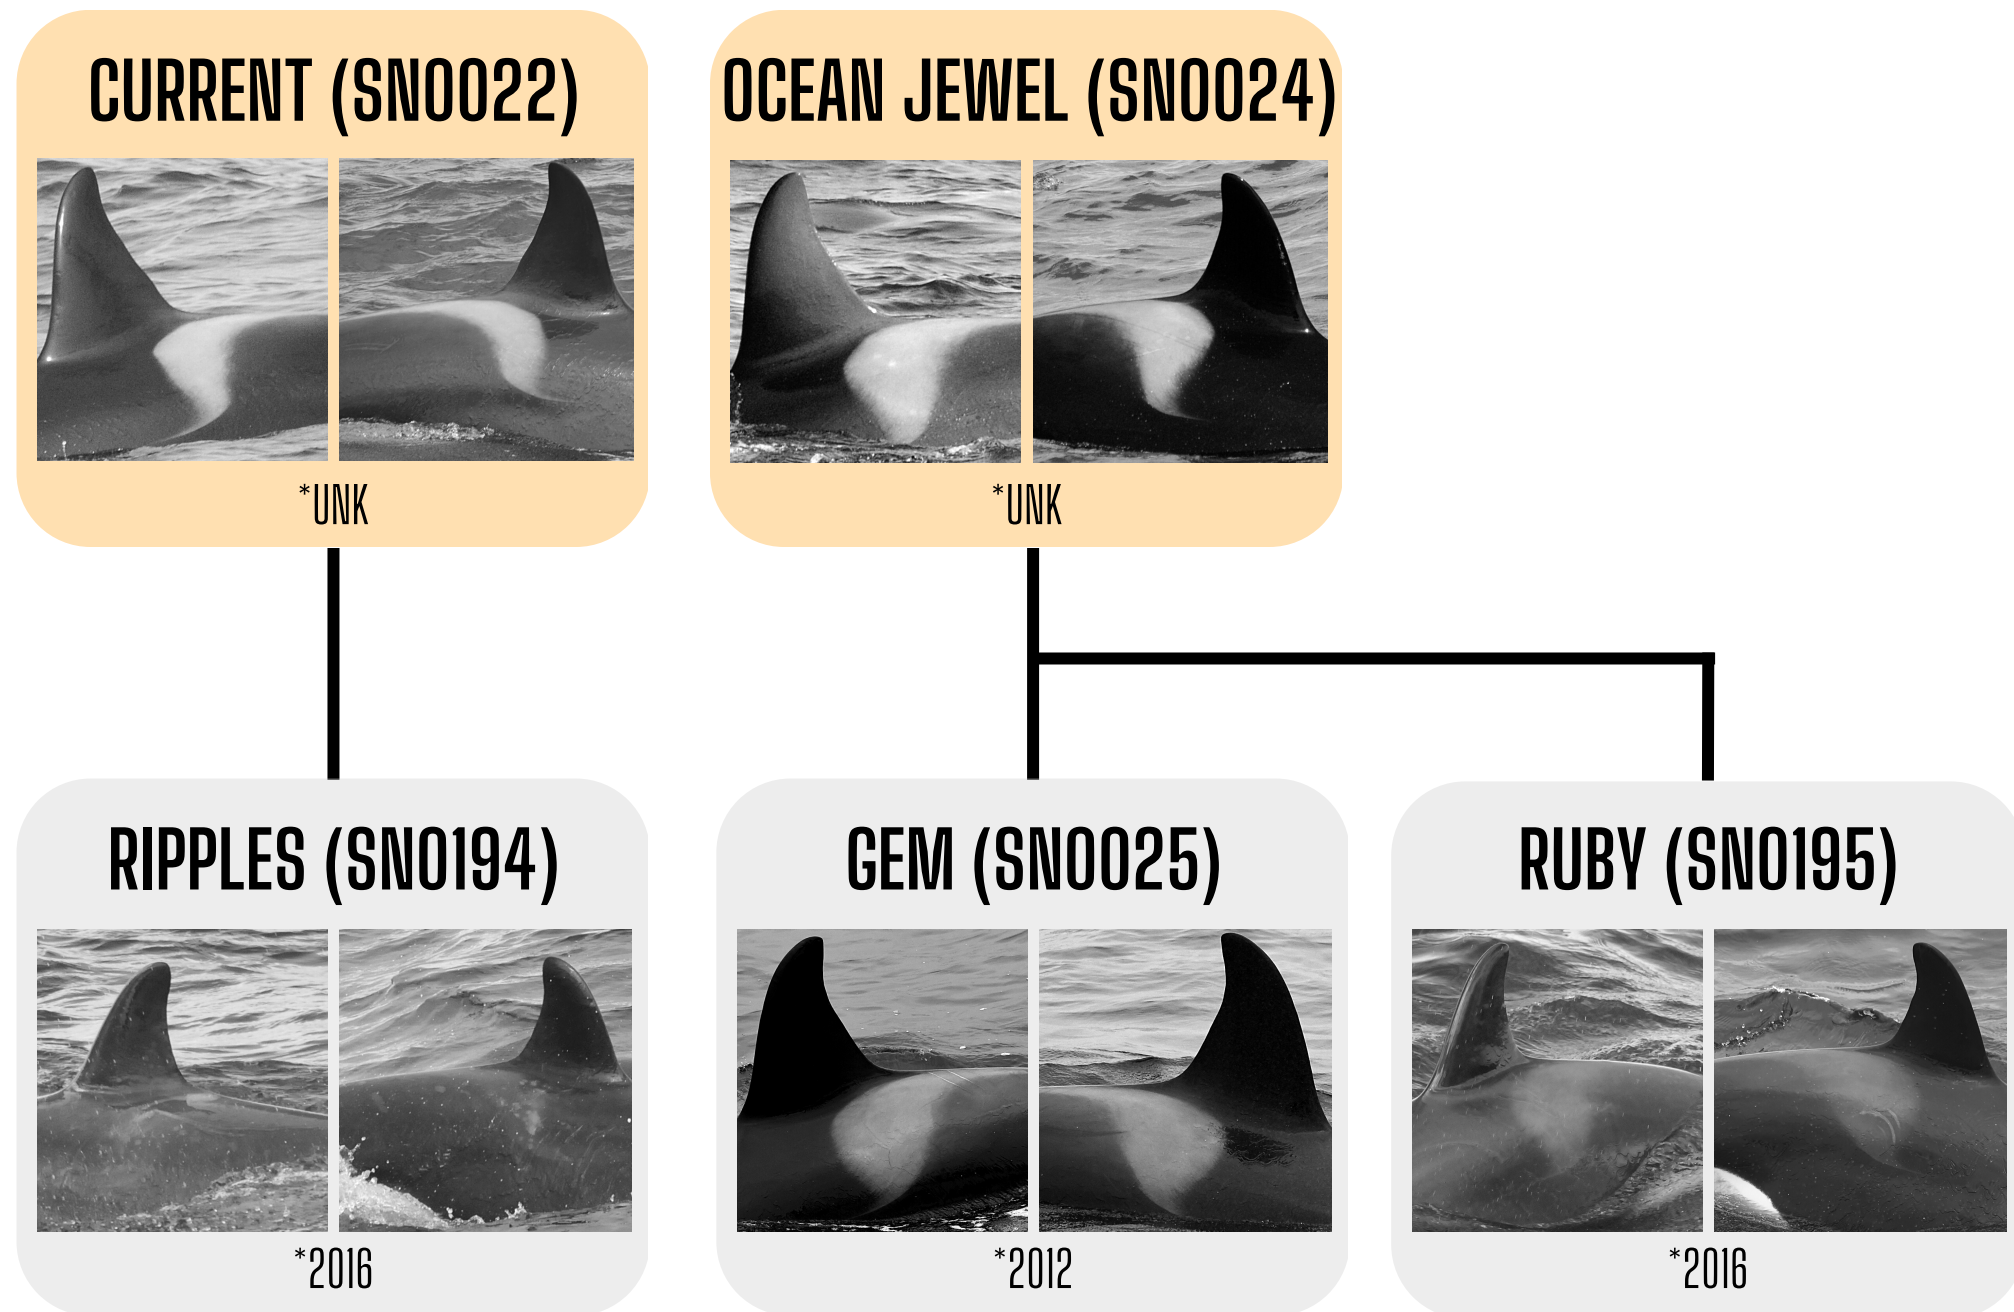 CURRENT (SN0022)
OCEAN JEWEL (SN0024)
*UNK
*UNK
RIPPLES (SN0194)
GEM (SN0025)
RUBY (SN0195)
*2016
*2012
*2016